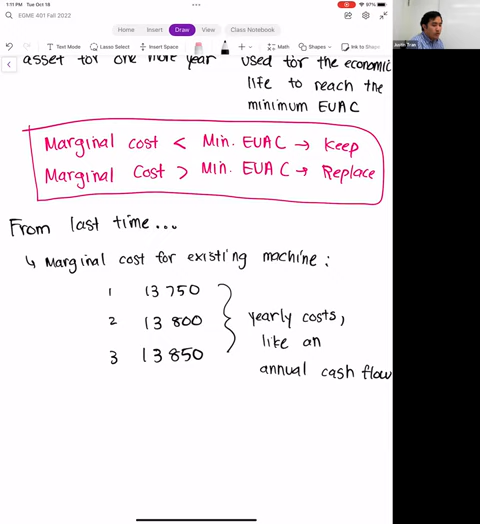 1:11 PM Tue Oct 18
97%
EGME 401 Fall 2022
Home Insert Draw View Class Notebook
Text Mode Lasso Select Insert Space Math Shapes Ink to Shape
Justin Tran
asset for one more year
used for the economic
life to reach the
minimum EUAC
Marginal cost < Min. EUAC → Keep
Marginal Cost > Min. EUAC → Replace
From last time...
↳ Marginal cost for existing machine:
1 13 750
2 13 800
3 13 850
yearly costs,
like an
annual cash flow